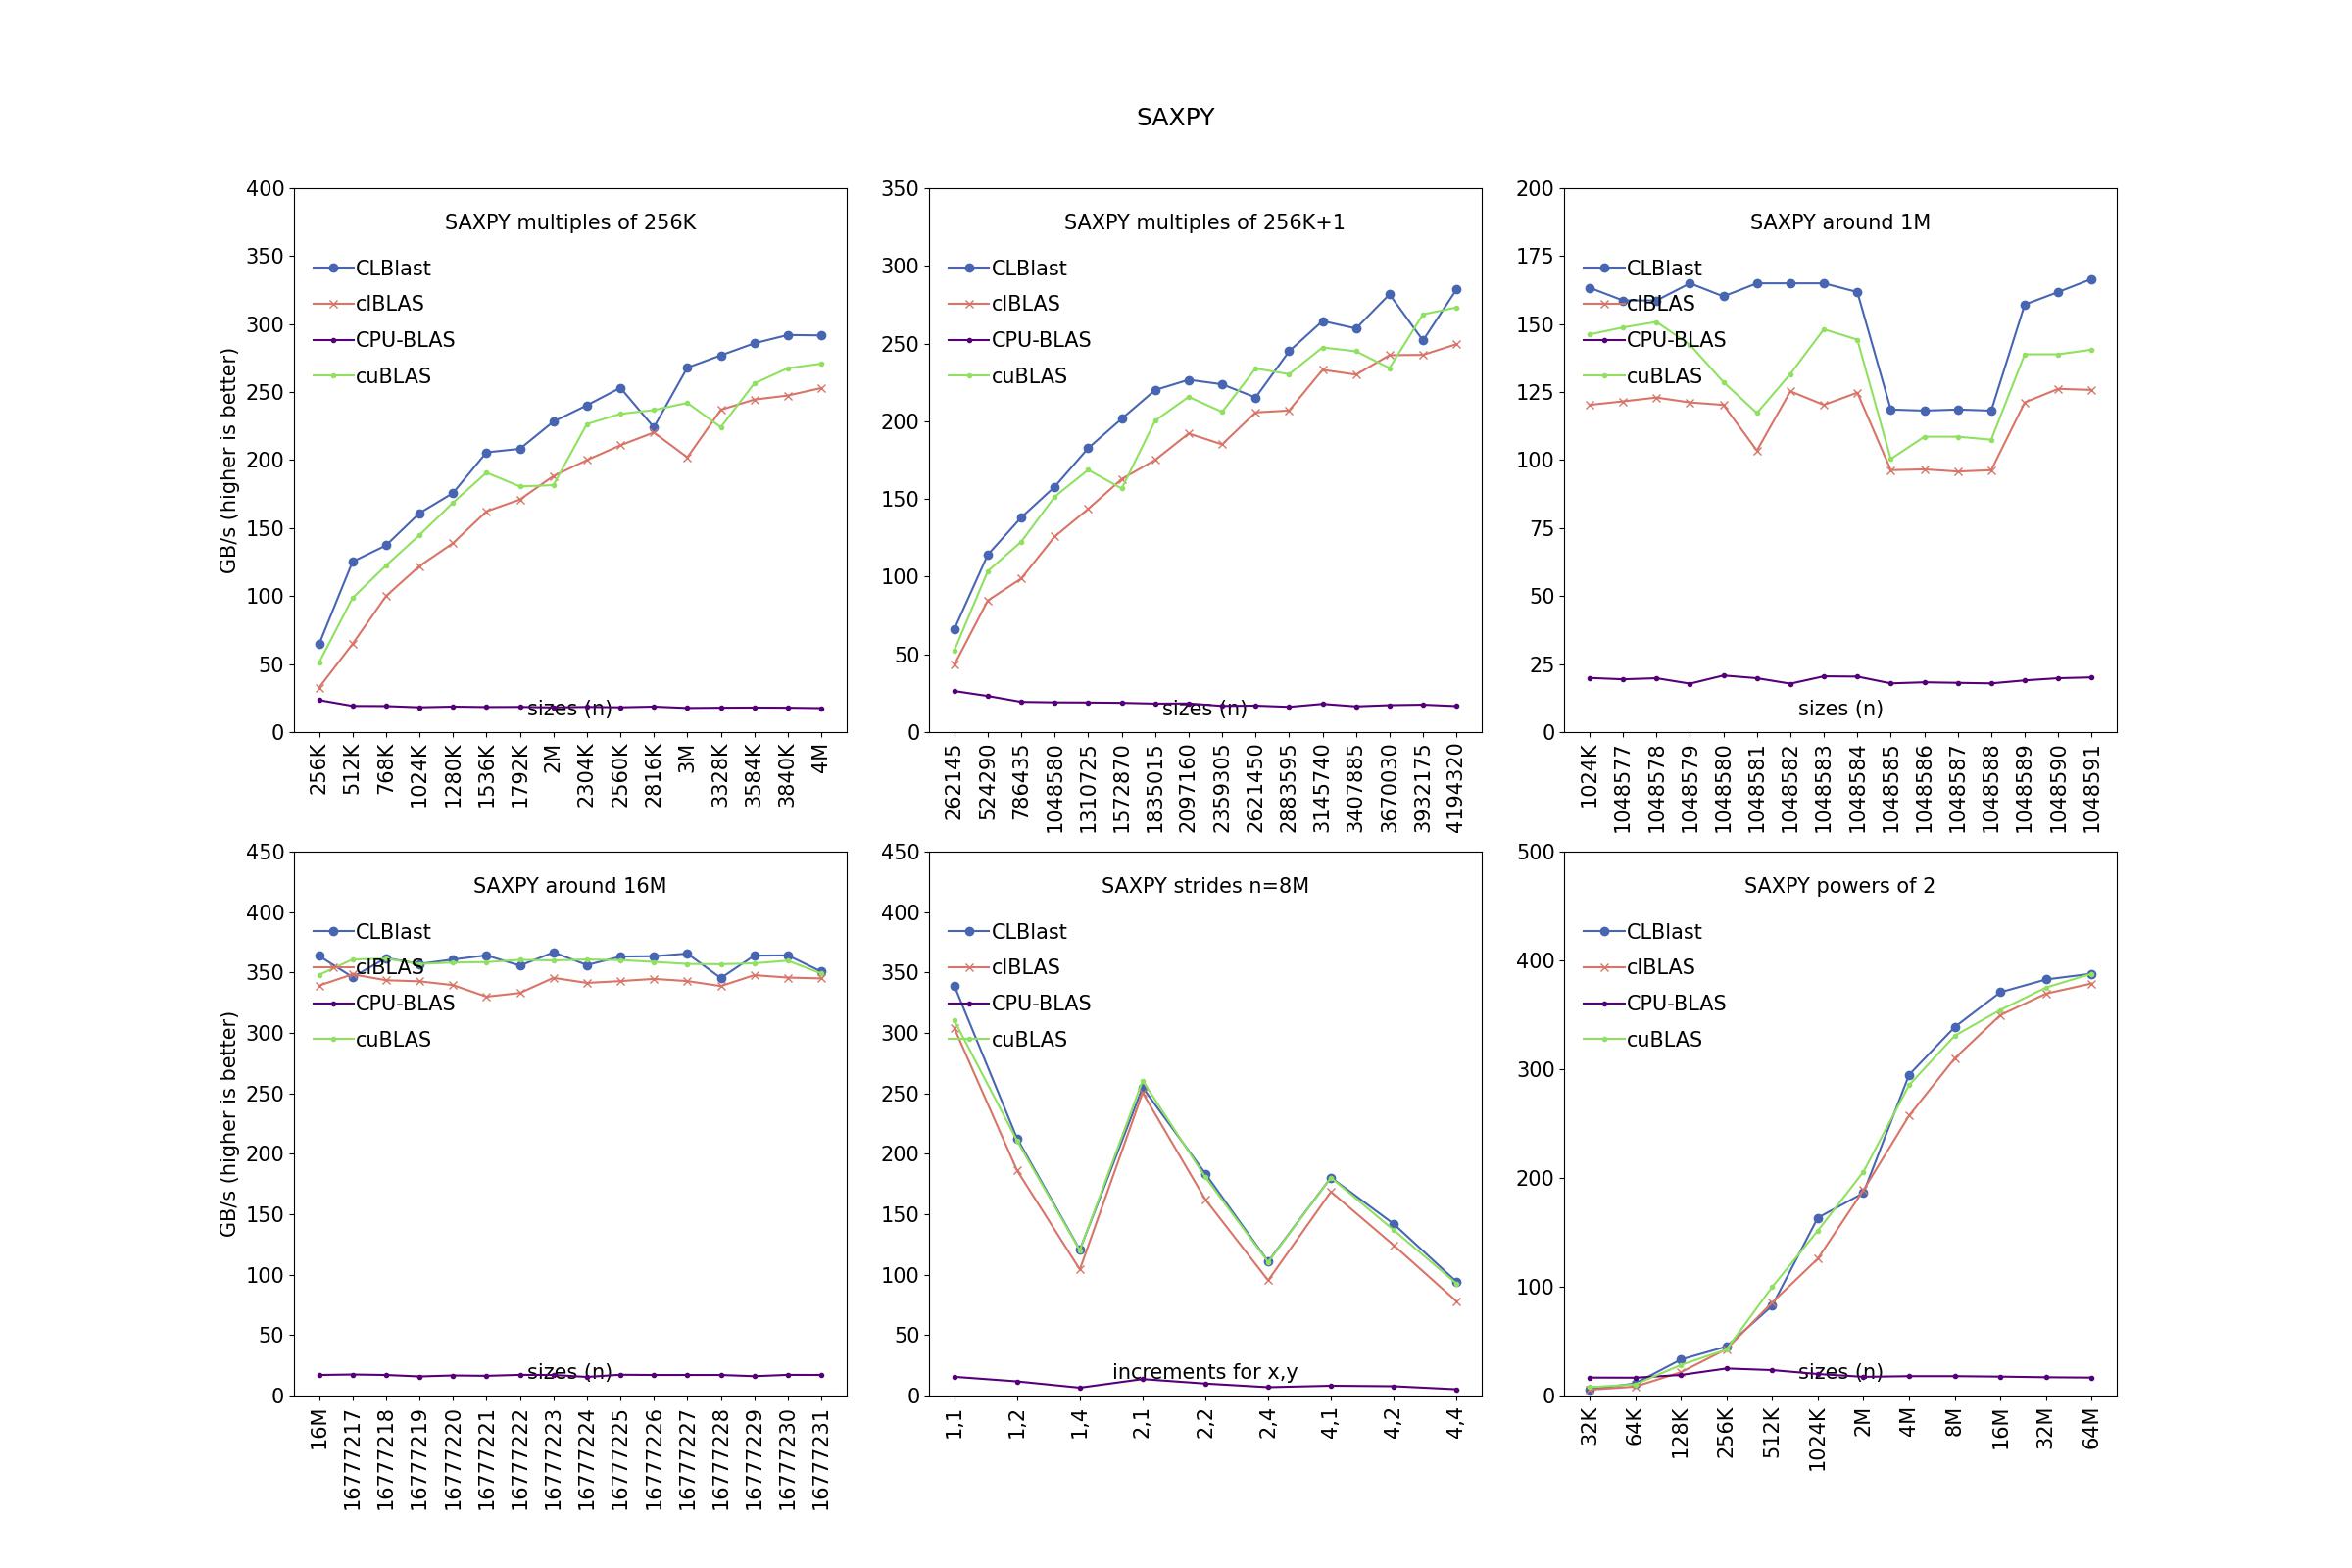 SAXPY
SAXPY multiples of 256K
GB/s (higher is better)
400
350
300
250
200
150
100
50
0
CLBlast
clBLAS
CPU-BLAS
cuBLAS
sizes (n)
256K
512K
768K
1024K
1280K
1536K
1792K
2M
2304K
2560K
2816K
3M
3328K
3584K
3840K
4M
SAXPY multiples of 256K+1
350
300
250
200
150
100
50
0
CLBlast
clBLAS
CPU-BLAS
cuBLAS
sizes (n)
262145
524290
786435
1048580
1310725
1572870
1835015
2097160
2359305
2621450
2883595
3145740
3407885
3670030
3932175
4194320
SAXPY around 1M
200
175
150
125
100
75
50
25
0
CLBlast
clBLAS
CPU-BLAS
cuBLAS
sizes (n)
1024K
1048577
1048578
1048579
1048580
1048581
1048582
1048583
1048584
1048585
1048586
1048587
1048588
1048589
1048590
1048591
SAXPY around 16M
GB/s (higher is better)
450
400
350
300
250
200
150
100
50
0
CLBlast
clBLAS
CPU-BLAS
cuBLAS
sizes (n)
16M
16777217
16777218
16777219
16777220
16777221
16777222
16777223
16777224
16777225
16777226
16777227
16777228
16777229
16777230
16777231
SAXPY strides n=8M
450
400
350
300
250
200
150
100
50
0
CLBlast
clBLAS
CPU-BLAS
cuBLAS
increments for x,y
1,1
1,2
1,4
2,1
2,2
2,4
4,1
4,2
4,4
SAXPY powers of 2
500
400
300
200
100
0
CLBlast
clBLAS
CPU-BLAS
cuBLAS
sizes (n)
32K
64K
128K
256K
512K
1024K
2M
4M
8M
16M
32M
64M